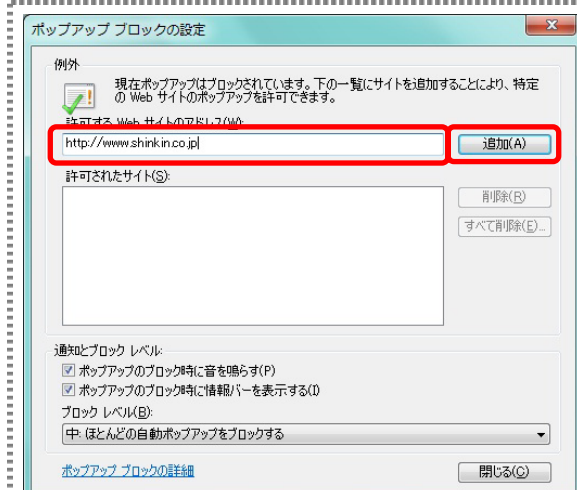 ポップアップ ブロックの設定
例外
現在ポップアップはブロックされています。下の一覧にサイトを追加することにより、特定
の Web サイトのポップアップを許可できます。
許可する Web サイトのアドレス(W):
http://www.shinkin.co.jp
追加(A)
許可されたサイト(S):
削除(R)
すべて削除(E)...
通知とブロック レベル:
ポップアップのブロック時に音を鳴らす(P)
ポップアップのブロック時に情報バーを表示する(I)
ブロック レベル(B):
中: ほとんどの自動ポップアップをブロックする
ポップアップ ブロックの詳細
閉じる(C)